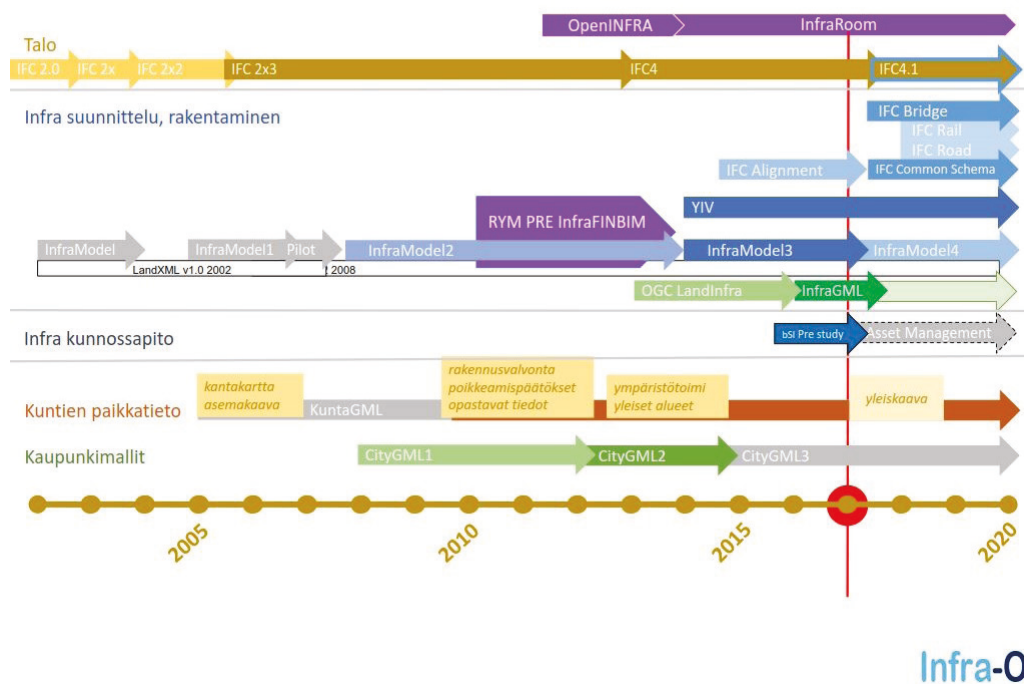 OpenINFRA
InfraRoom
Talo
IFC 2.0
IFC 2x
IFC 2x2
IFC 2x3
IFC4
IFC4.1
Infra suunnittelu, rakentaminen
IFC Bridge
IFC Rail
IFC Road
IFC Alignment
IFC Common Schema
YIV
RYM PRE InfraFINBIM
InfraModel
InfraModel1
Pilot
InfraModel2
InfraModel3
InfraModel4
LandXML v1.0 2002
2008
OGC LandInfra
InfraGML
Infra kunnossapito
bSI Pre study
Asset Management
Kuntien paikkatieto
kantakartta
asemakaava
KuntaGML
rakennusvalvonta
poikkeamispäätökset
opastavat tiedot
ympäristötoimi
yleiset alueet
yleiskaava
Kaupunkimallit
CityGML1
CityGML2
CityGML3
2005
2010
2015
2020
Infra-O